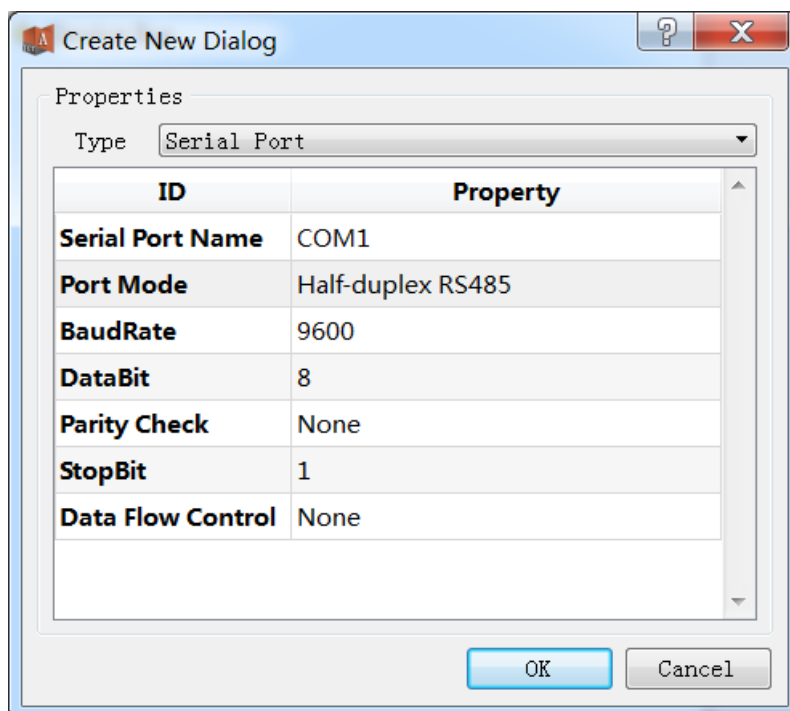 Create New Dialog
Properties
Type Serial Port
ID Property
Serial Port Name COM1
Port Mode Half-duplex RS485
BaudRate 9600
DataBit 8
Parity Check None
StopBit 1
Data Flow Control None
OK Cancel